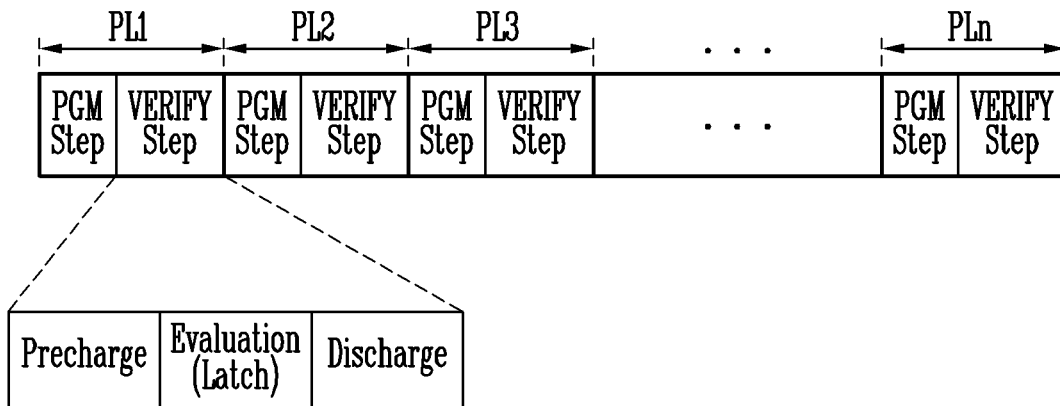 PL1 PL2 PL3 . . . PLn
PGM Step VERIFY Step PGM Step VERIFY Step PGM Step VERIFY Step . . . PGM Step VERIFY Step
Precharge Evaluation (Latch) Discharge